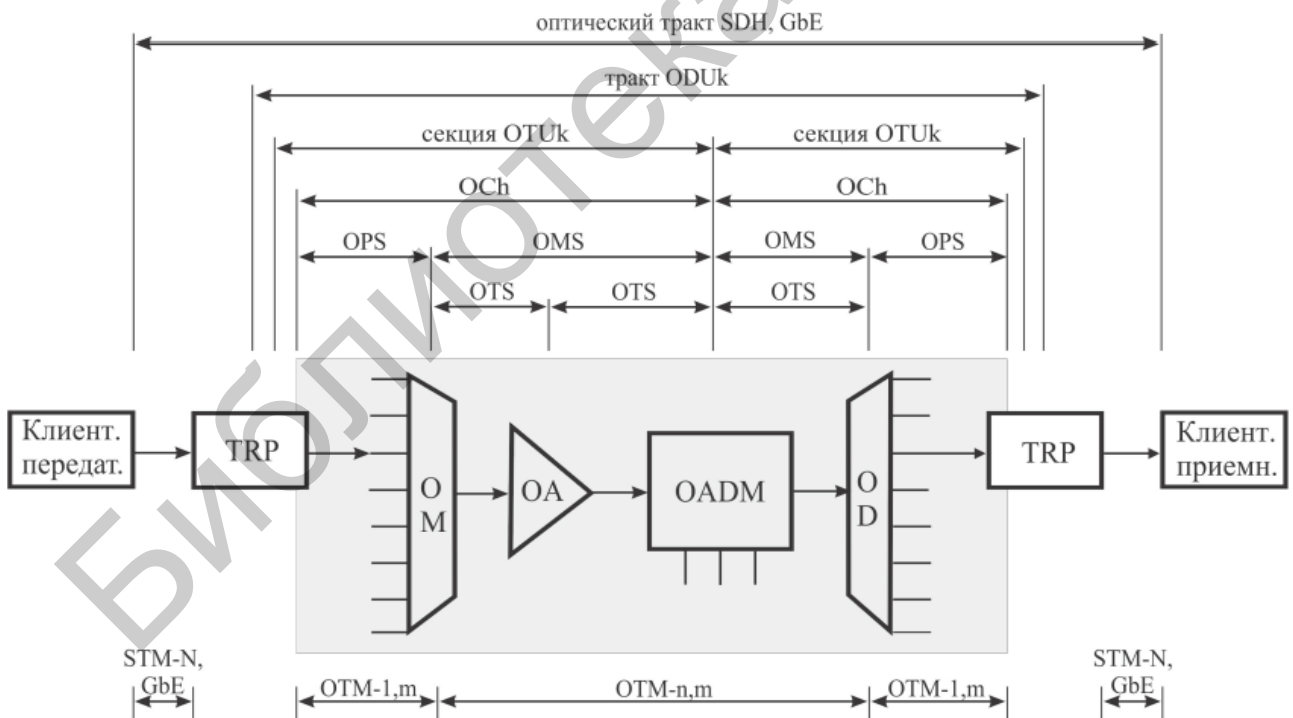 оптический тракт SDH, GbE
тракт ODUk
секция OTUk
секция OTUk
OCh
OCh
OPS
OMS
OMS
OPS
OTS
OTS
OTS
Клиент.
передат.
TRP
O
M
OA
OADM
O
D
TRP
Клиент.
приемн.
STM-N,
GbE
OTM-1,m
OTM-n,m
OTM-1,m
STM-N,
GbE
Библиотека